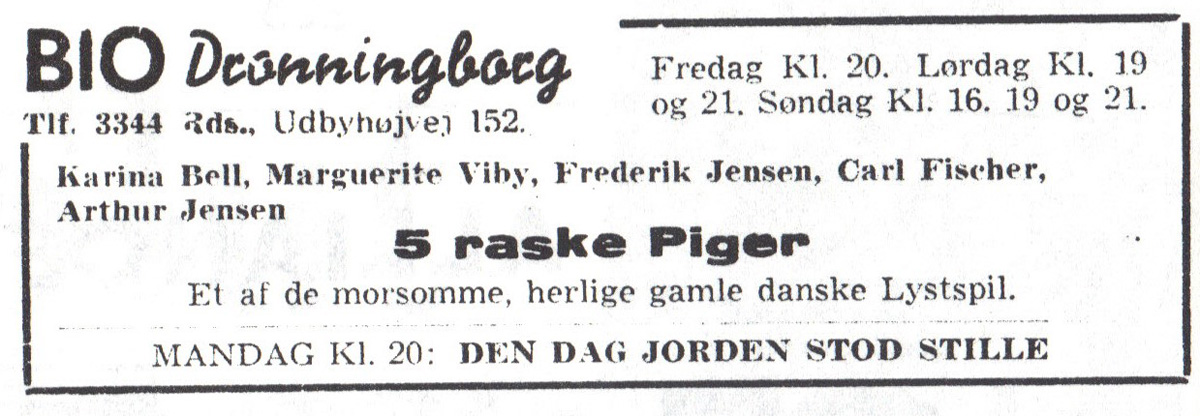 BIO Dronningborg
Tlf. 3344 Rds., Udbyhøjvej 152.
Fredag Kl. 20. Lørdag Kl. 19
og 21. Søndag Kl. 16. 19 og 21.
Karina Bell, Marguerite Viby, Frederik Jensen, Carl Fischer,
Arthur Jensen
5 raske Piger
Et af de morsomme, herlige gamle danske Lystspil.
MANDAG Kl. 20: DEN DAG JORDEN STOD STILLE